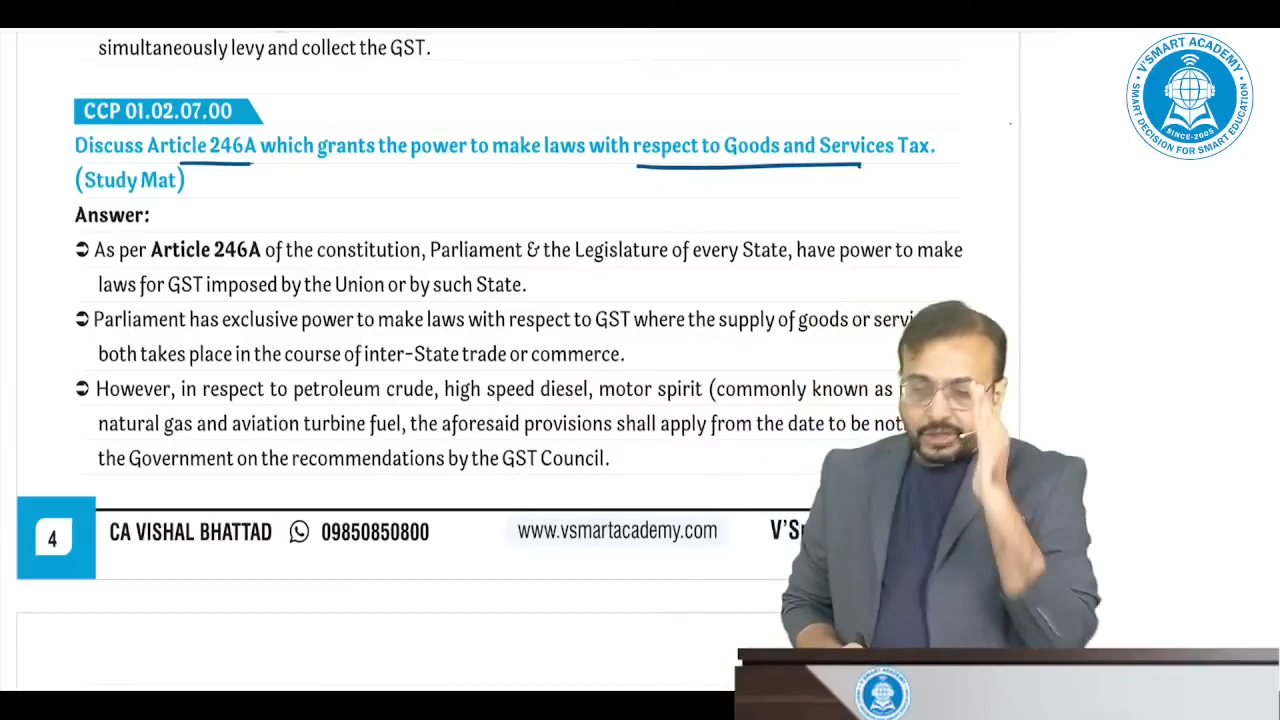 simultaneously levy and collect the GST.
CCP 01.02.07.00
Discuss Article 246A which grants the power to make laws with respect to Goods and Services Tax.
(Study Mat)
Answer:
➲ As per Article 246A of the constitution, Parliament & the Legislature of every State, have power to make
laws for GST imposed by the Union or by such State.
➲ Parliament has exclusive power to make laws with respect to GST where the supply of goods or
both takes place in the course of inter-State trade or commerce.
➲ However, in respect to petroleum crude, high speed diesel, motor spirit (commonly known as
natural gas and aviation turbine fuel, the aforesaid provisions shall apply from the date to be
the Government on the recommendations by the GST Council.
4
CA VISHAL BHATTAD 09850850800 www.vsmartacademy.com
V'SMART ACADEMY
SMART DECISION FOR SMART EDUCATION
SINCE-2005